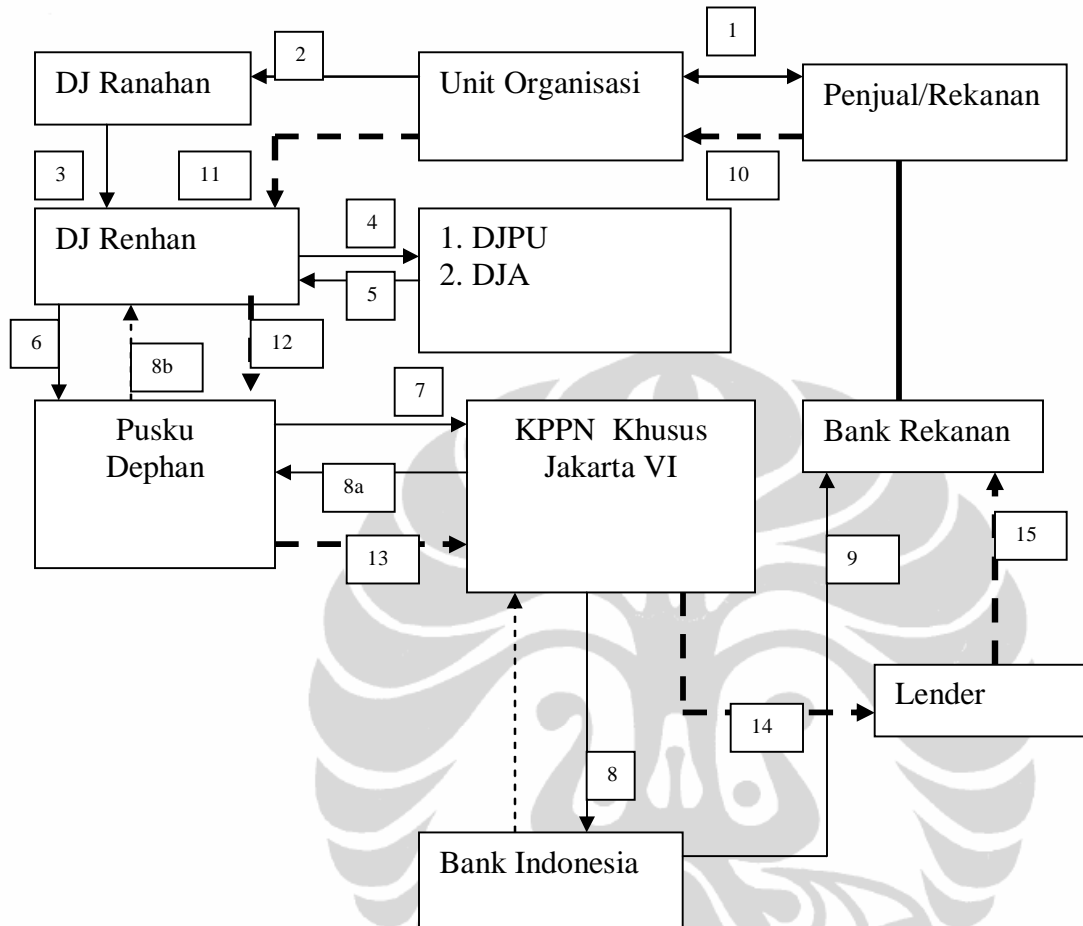 1
2
DJ Ranahan
Unit Organisasi
Penjual/Rekanan
3
11
10
DJ Renhan
4
1. DJPU
2. DJA
5
6
8b
12
7
Pusku
Dephan
KPPN Khusus
Jakarta VI
Bank Rekanan
8a
13
9
15
Lender
14
8
Bank Indonesia